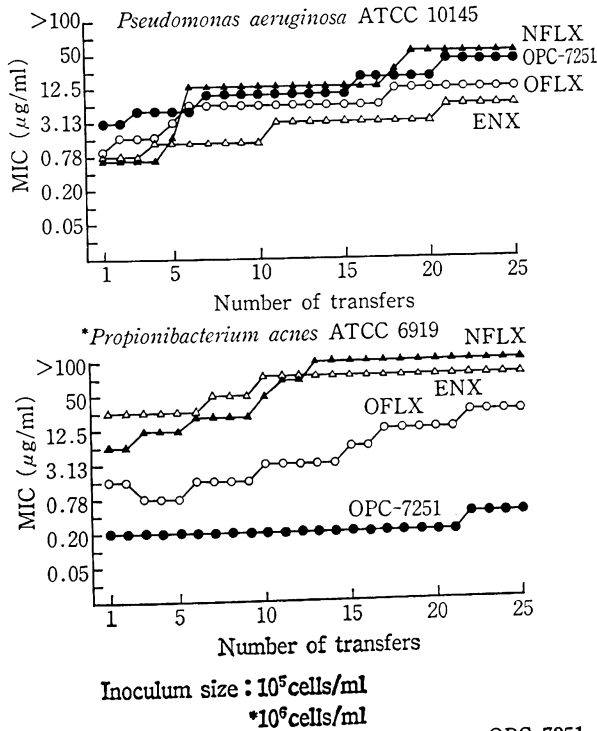 Pseudomonas aeruginosa ATCC 10145
MIC (µg/ml)
>100
50
12.5
3.13
0.78
0.20
0.05
NFLX
OPC-7251
OFLX
ENX
1 5 10 15 20 25
Number of transfers
*Propionibacterium acnes ATCC 6919
MIC (µg/ml)
>100
50
12.5
3.13
0.78
0.20
0.05
NFLX
ENX
OFLX
OPC-7251
1 5 10 15 20 25
Number of transfers
Inoculum size : 10⁵cells/ml
*10⁶cells/ml